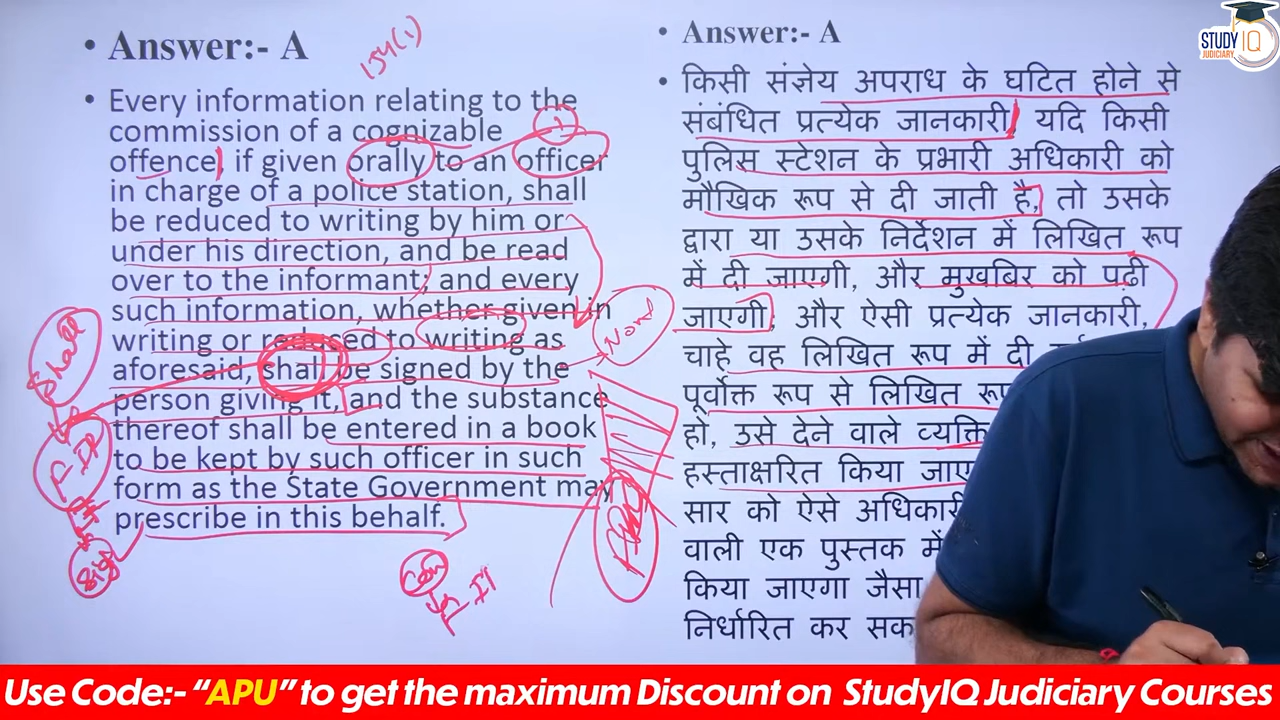 • Answer:- A
154(1)
• Every information relating to the
commission of a cognizable
offence, if given orally to an officer
in charge of a police station, shall
be reduced to writing by him or
under his direction, and be read
over to the informant; and every
such information, whether given in
writing or reduced to writing as
aforesaid, shall be signed by the
person giving it, and the substance
thereof shall be entered in a book
to be kept by such officer in such
form as the State Government may
prescribe in this behalf.
Shall
• Answer:- A
• किसी संज्ञेय अपराध के घटित होने से
संबंधित प्रत्येक जानकारी, यदि किसी
पुलिस स्टेशन के प्रभारी अधिकारी को
मौखिक रूप से दी जाती है, तो उसके
द्वारा या उसके निर्देशन में लिखित रूप
में दी जाएगी, और मुखबिर को पढ़ी
जाएगी; और ऐसी प्रत्येक जानकारी,
चाहे वह लिखित रूप में दी
पूर्वोक्त रूप से लिखित
हो, उसे देने वाले व्यक्ति
हस्ताक्षरित किया
सार को ऐसे अधिकारी
वाली एक पुस्तक में
किया जाएगा जैसा
निर्धारित कर
STUDY IQ
JUDICIARY
Use Code:- “APU” to get the maximum Discount on StudyIQ Judiciary Courses